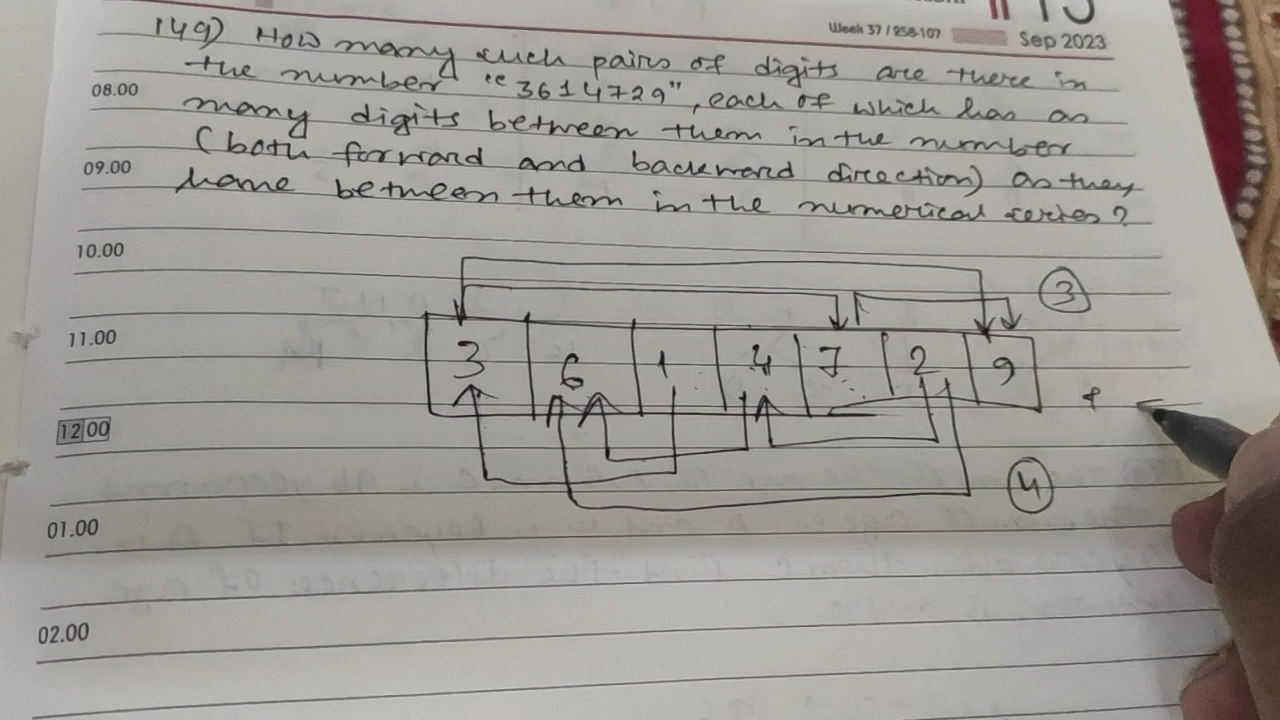 Week 37 / 258-107
Sep 2023
149) How many such pairs of digits are there in
the number "3614729", each of which has as
many digits between them in the number
(both forward and backward direction) as they
have between them in the numerical series?
08.00
09.00
10.00
11.00
12 00
01.00
02.00
3
3 6 1 4 7 2 9
+
4